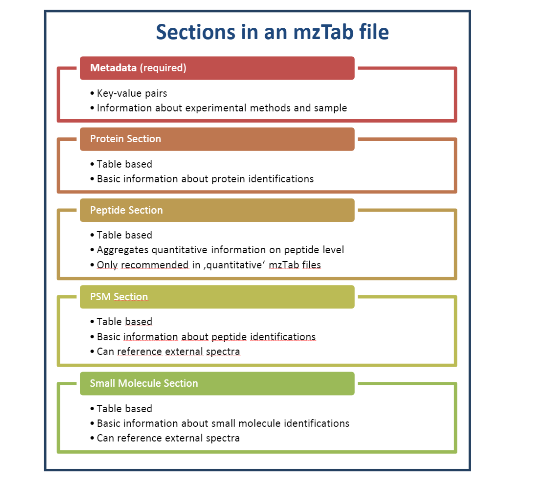 Sections in an mzTab file
Metadata (required)
• Key-value pairs
• Information about experimental methods and sample
Protein Section
• Table based
• Basic information about protein identifications
Peptide Section
• Table based
• Aggregates quantitative information on peptide level
• Only recommended in ‚quantitative‘ mzTab files
PSM Section
• Table based
• Basic information about peptide identifications
• Can reference external spectra
Small Molecule Section
• Table based
• Basic information about small molecule identifications
• Can reference external spectra